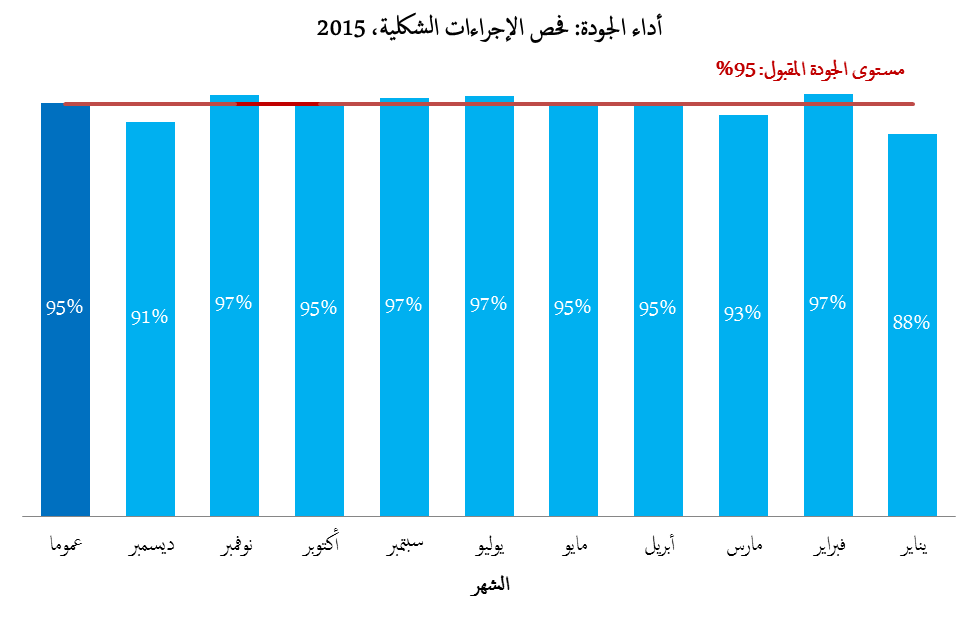 أداء الجودة: فحص الإجراءات الشكلية، 2015
مستوى الجودة المقبول: 95%
88%
97%
93%
95%
95%
97%
97%
95%
97%
91%
95%
يناير
فبراير
مارس
أبريل
مايو
يوليو
سبتمبر
أكتوبر
نوفمبر
ديسمبر
عموما
الشهر